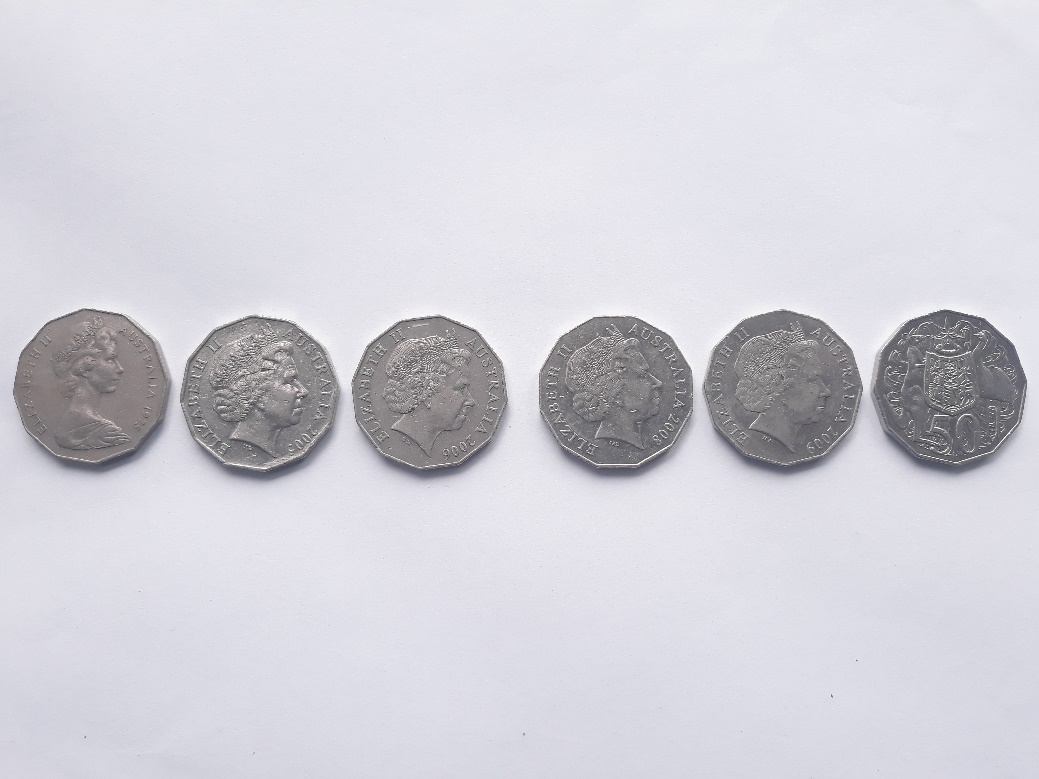 ELIZABETH II AUSTRALIA
ELIZABETH II AUSTRALIA 2005
ELIZABETH II AUSTRALIA 2006
ELIZABETH II AUSTRALIA 2008
ELIZABETH II AUSTRALIA 2009
50